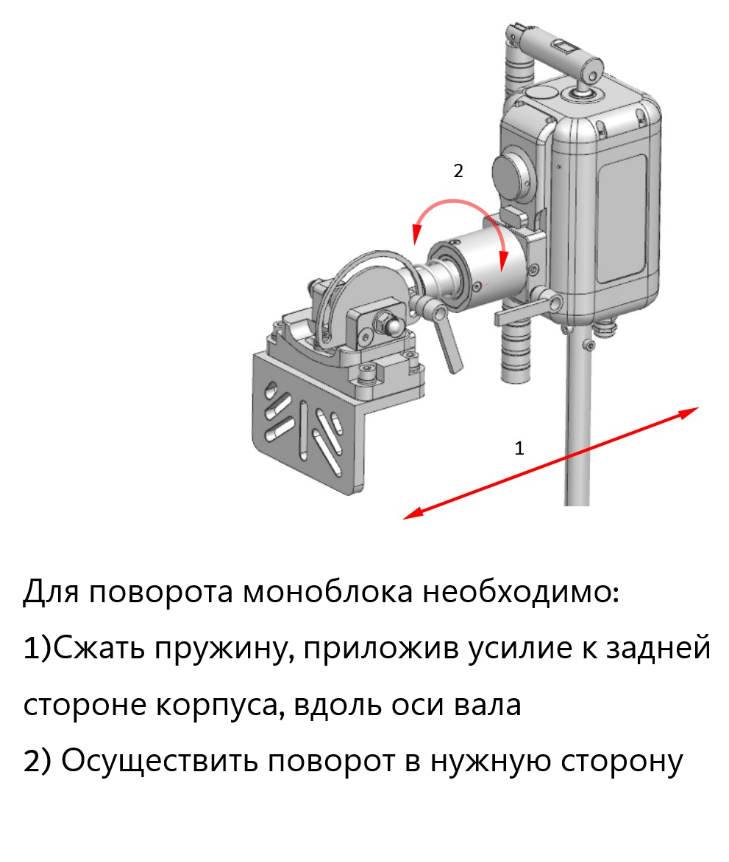 2
1
Для поворота моноблока необходимо:
1)Сжать пружину, приложив усилие к задней
стороне корпуса, вдоль оси вала
2) Осуществить поворот в нужную сторону